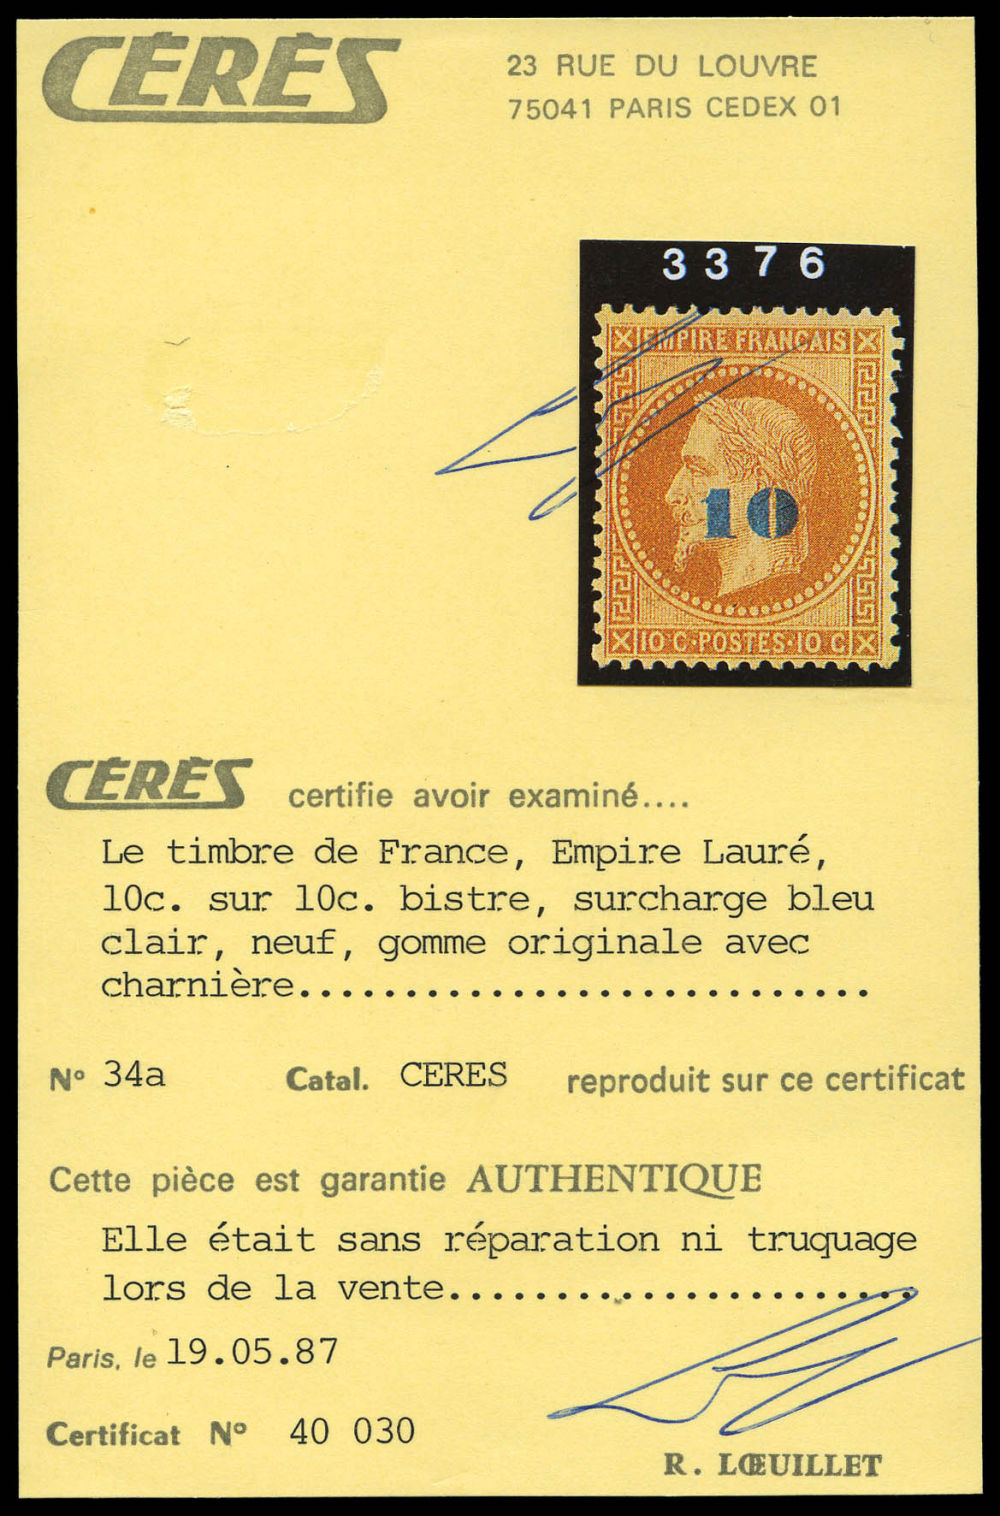 CÉRÈS
23 RUE DU LOUVRE
75041 PARIS CEDEX 01
3376
EMPIRE FRANCAIS
10
10 C·POSTES·10 C
CÉRÈS certifie avoir examiné....
Le timbre de France, Empire Lauré,
10c. sur 10c. bistre, surcharge bleu
clair, neuf, gomme originale avec
charnière...........................
N° 34a Catal. CERES reproduit sur ce certificat
Cette pièce est garantie AUTHENTIQUE
Elle était sans réparation ni truquage
lors de la vente......................
Paris, le 19.05.87
Certificat N° 40 030
R. LŒUILLET